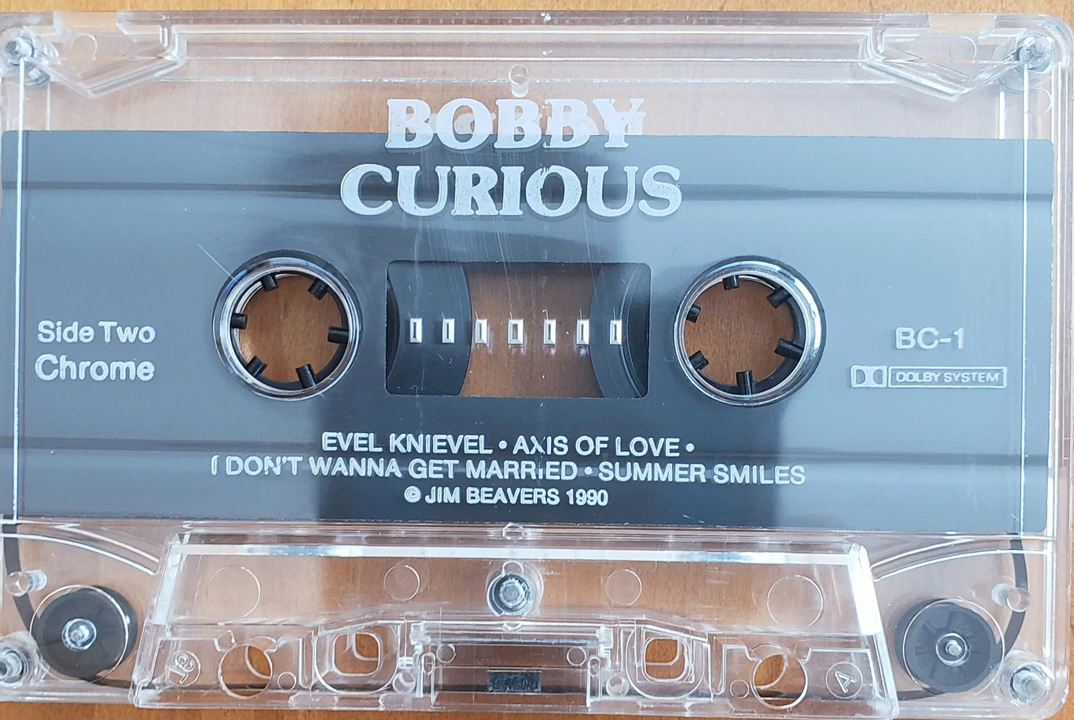 BOBBY
CURIOUS
Side Two
Chrome
BC-1
DOLBY SYSTEM
EVEL KNIEVEL • AXIS OF LOVE •
I DON'T WANNA GET MARRIED • SUMMER SMILES
© JIM BEAVERS 1990